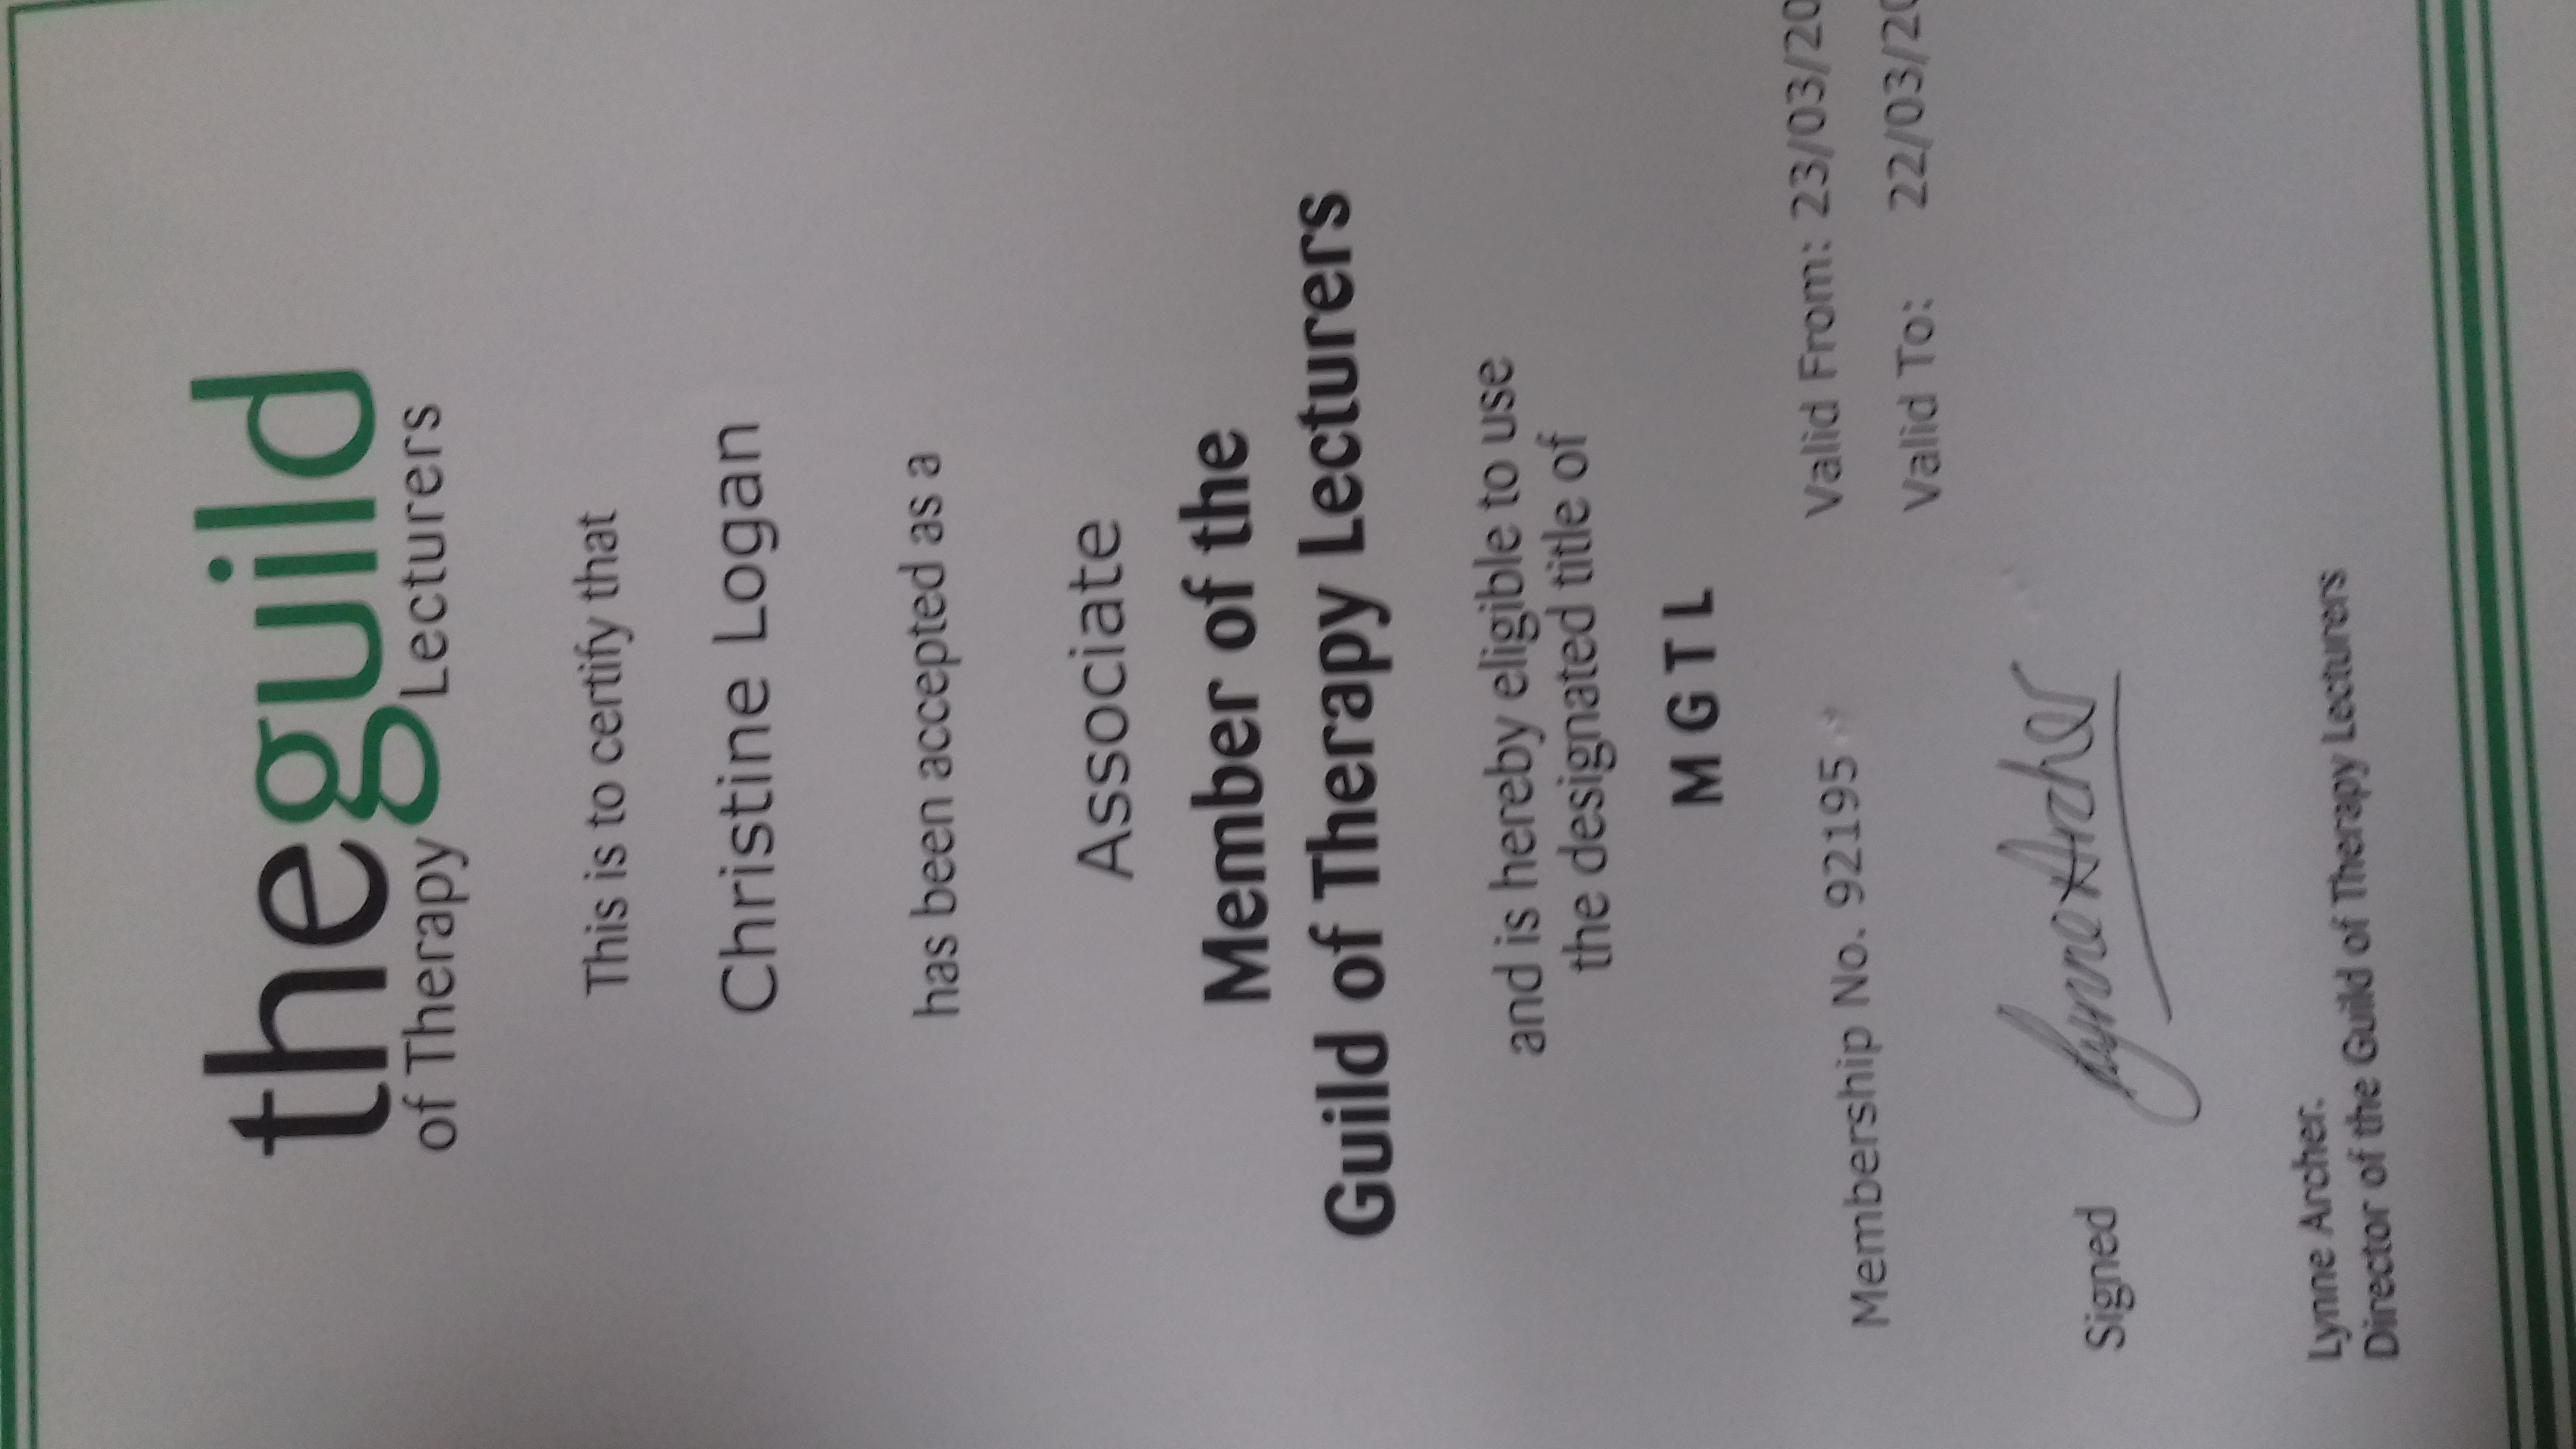 theguild
of Therapy Lecturers
This is to certify that
Christine Logan
has been accepted as a
Associate
Member of the
Guild of Therapy Lecturers
and is hereby eligible to use
the designated title of
M G T L
Membership No. 92195
Valid From: 23/03/20
Valid To: 22/03/20
Signed Lynne Archer
Lynne Archer.
Director of the Guild of Therapy Lecturers